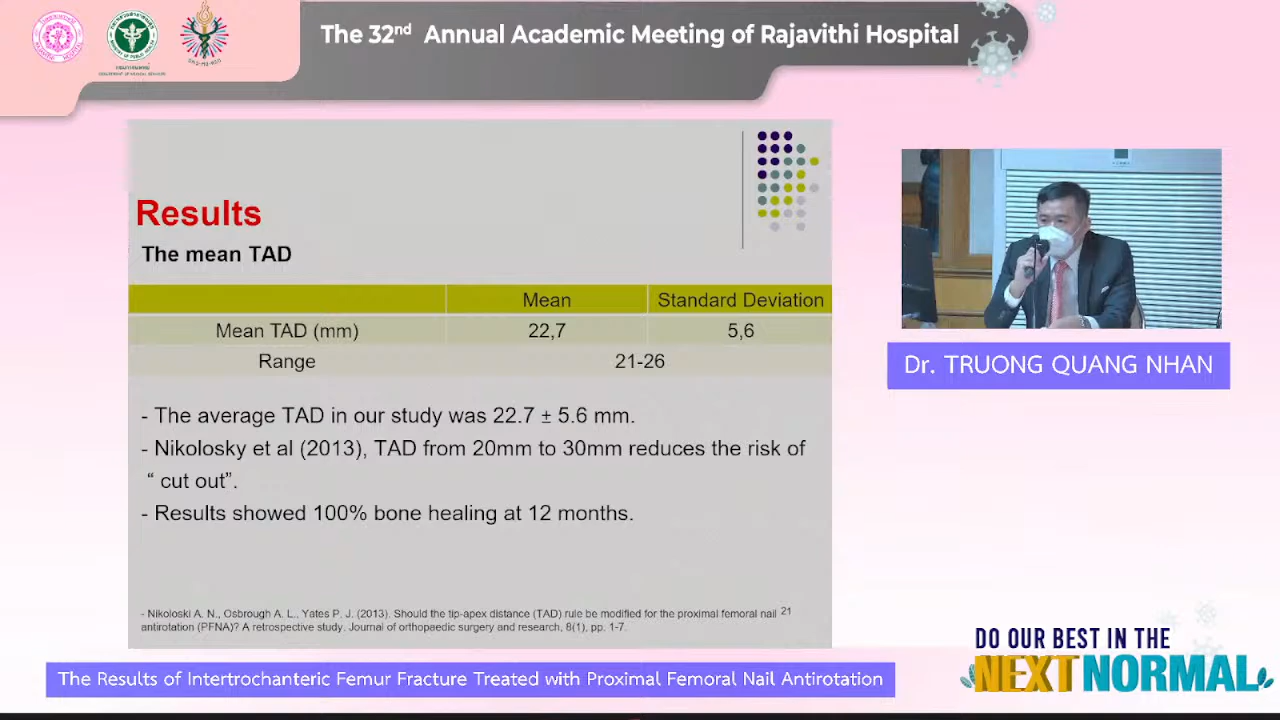 The 32nd Annual Academic Meeting of Rajavithi Hospital
Results
The mean TAD
Mean Standard Deviation
Mean TAD (mm) 22,7 5,6
Range 21-26
- The average TAD in our study was 22.7 ± 5.6 mm.
- Nikolosky et al (2013), TAD from 20mm to 30mm reduces the risk of
“ cut out”.
- Results showed 100% bone healing at 12 months.
- Nikoloski A. N., Osbrough A. L., Yates P, J. (2013). Should the tip-apex distance (TAD) rule be modified for the proximal femoral nail 21
antirotation (PFNA)? A retrospective study. Journal of orthopaedic surgery and research, 8(1), pp. 1-7.
Dr. TRUONG QUANG NHAN
The Results of Intertrochanteric Femur Fracture Treated with Proximal Femoral Nail Antirotation
DO OUR BEST IN THE
NEXT NORMAL